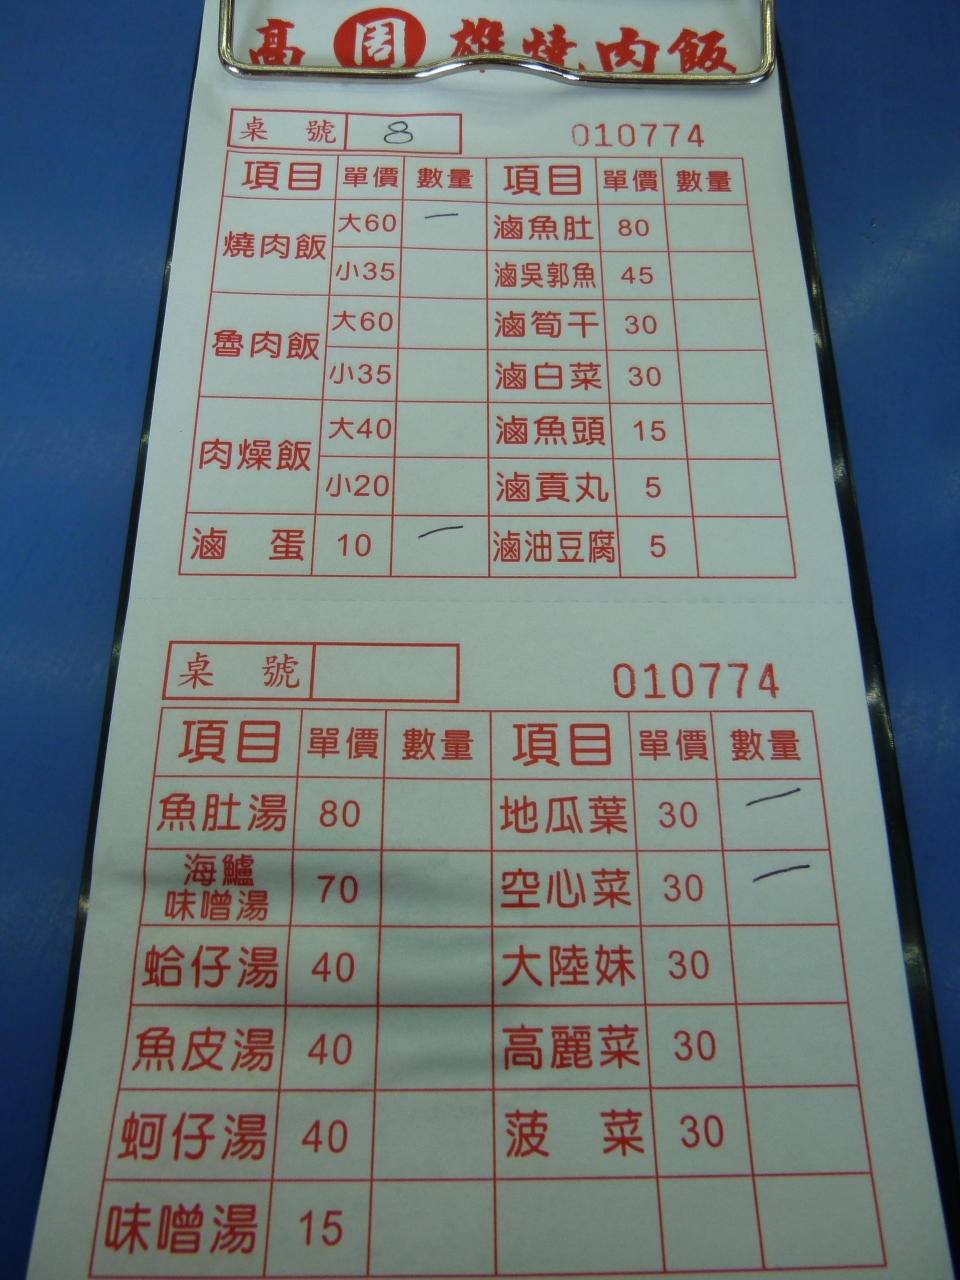 高周雄燒肉飯
桌號 8 010774
項目 單價 數量 項目 單價 數量
燒肉飯 大60 一 滷魚肚 80
小35 滷吳郭魚 45
魯肉飯 大60 滷筍干 30
小35 滷白菜 30
肉燥飯 大40 滷魚頭 15
小20 滷貢丸 5
滷蛋 10 一 滷油豆腐 5
桌號 010774
項目 單價 數量 項目 單價 數量
魚肚湯 80 地瓜葉 30 一
海鱸
味噌湯 70 空心菜 30 一
蛤仔湯 40 大陸妹 30
魚皮湯 40 高麗菜 30
蚵仔湯 40 菠菜 30
味噌湯 15